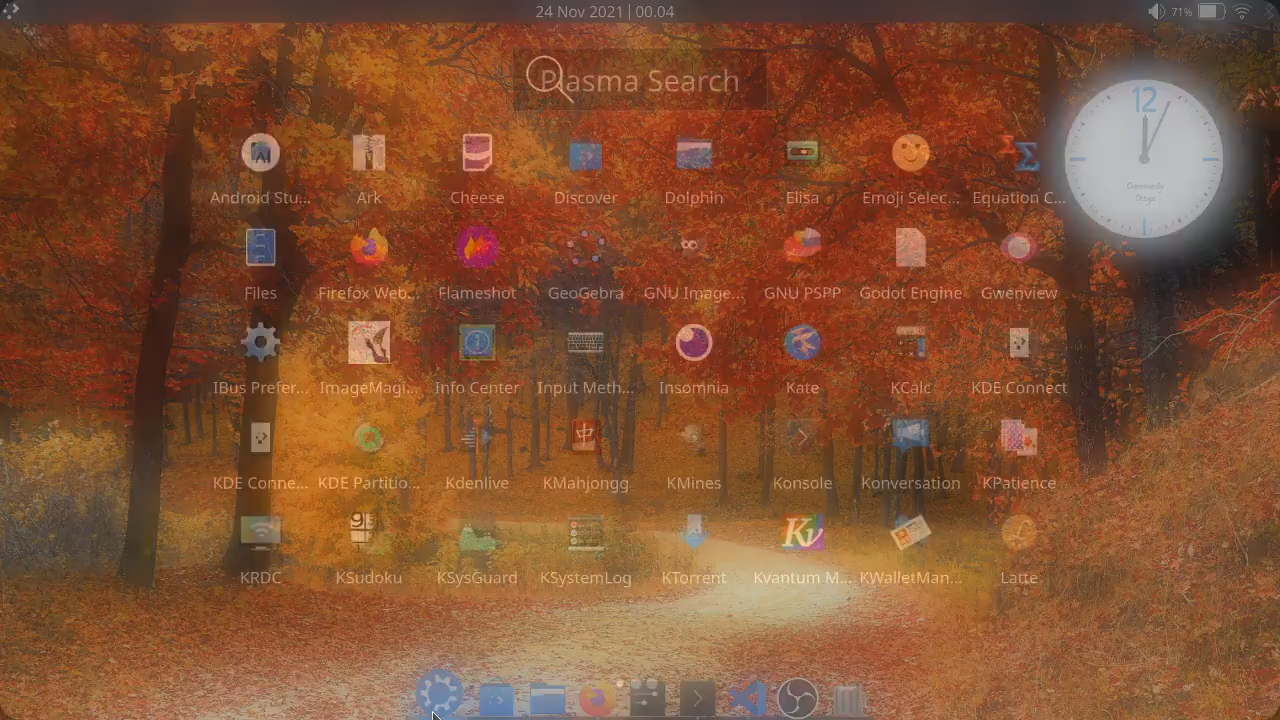 24 Nov 2021 | 00.04
71%
Plasma Search
12
Android Stu...
Ark
Cheese
Discover
Dolphin
Elisa
Emoji Selec...
Equation C...
Files
Firefox Web...
Flameshot
GeoGebra
GNU Image...
GNU PSPP
Godot Engine
Gwenview
IBus Prefer...
ImageMagi...
Info Center
Input Meth...
Insomnia
Kate
KCalc
KDE Connect
KDE Conne...
KDE Partitio...
Kdenlive
KMahjongg
KMines
Konsole
Konversation
KPatience
KRDC
KSudoku
KSysGuard
KSystemLog
KTorrent
Kvantum M...
KWalletMan...
Latte